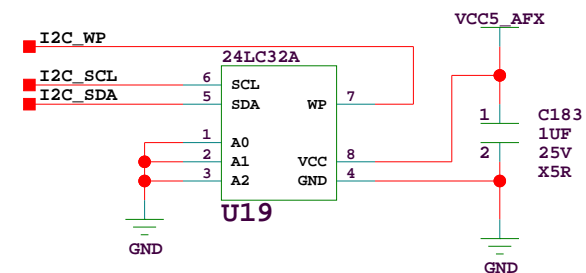 VCC5_AFX
I2C_WP
24LC32A
I2C_SCL
6 SCL
I2C_SDA
5 SDA WP 7
1 C183
1UF
1 A0
2 A1 VCC 8
2 25V
3 A2 GND 4
X5R
U19
GND
GND